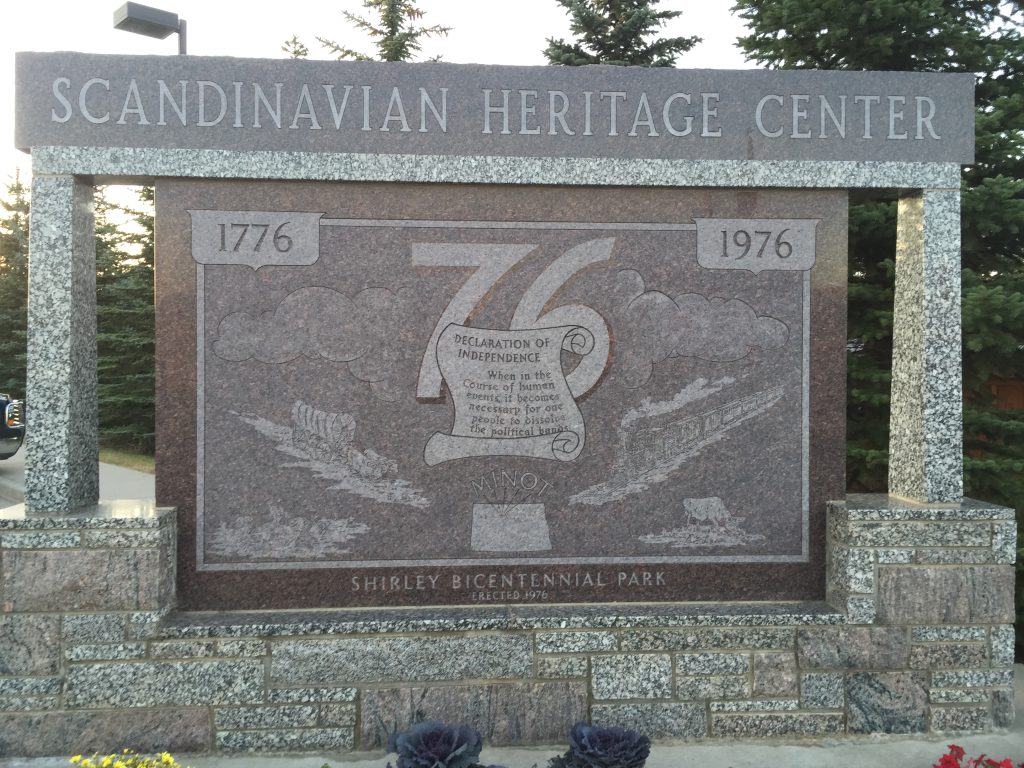 SCANDINAVIAN HERITAGE CENTER
1776
1976
76
DECLARATION OF
INDEPENDENCE
When in the
Course of human
events, it becomes
necessary for one
people to dissolve
the political bands
MINOT
SHIRLEY BICENTENNIAL PARK
ERECTED 1976